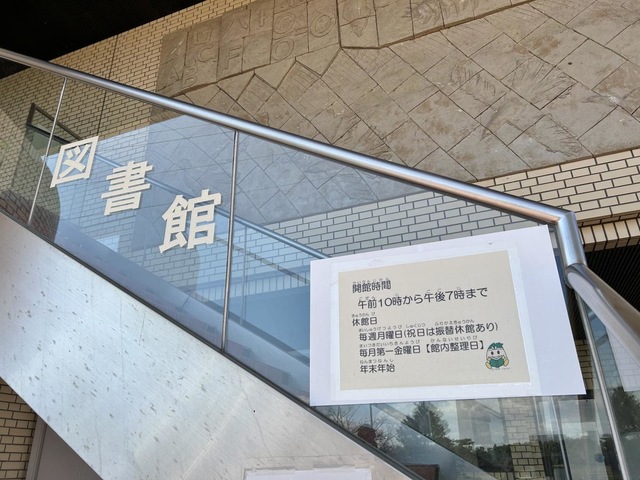 図書館
開館時間
午前10時から午後7時まで
休館日
毎週月曜日(祝日は振替休館あり)
毎月第一金曜日【館内整理日】
年末年始